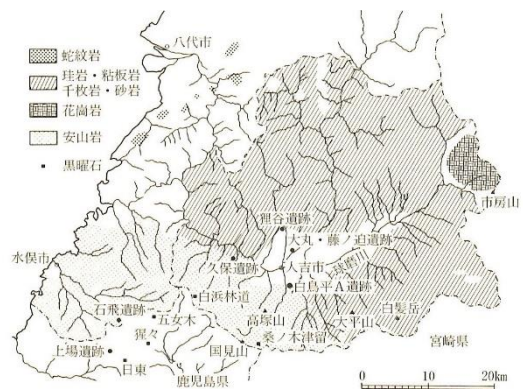 八代市
蛇紋岩
珪岩・粘板岩
千枚岩・砂岩
花崗岩
安山岩
黒曜石
市房山
狸谷遺跡
大丸・藤ノ迫遺跡
水俣市
久保遺跡
人吉市
球磨川
白鳥平A遺跡
白浜林道
石飛遺跡
五女木
高塚山
大平山
白髪岳
桑ノ木津留
猩々
国見山
宮崎県
上場遺跡
日東
鹿児島県
0
10
20km